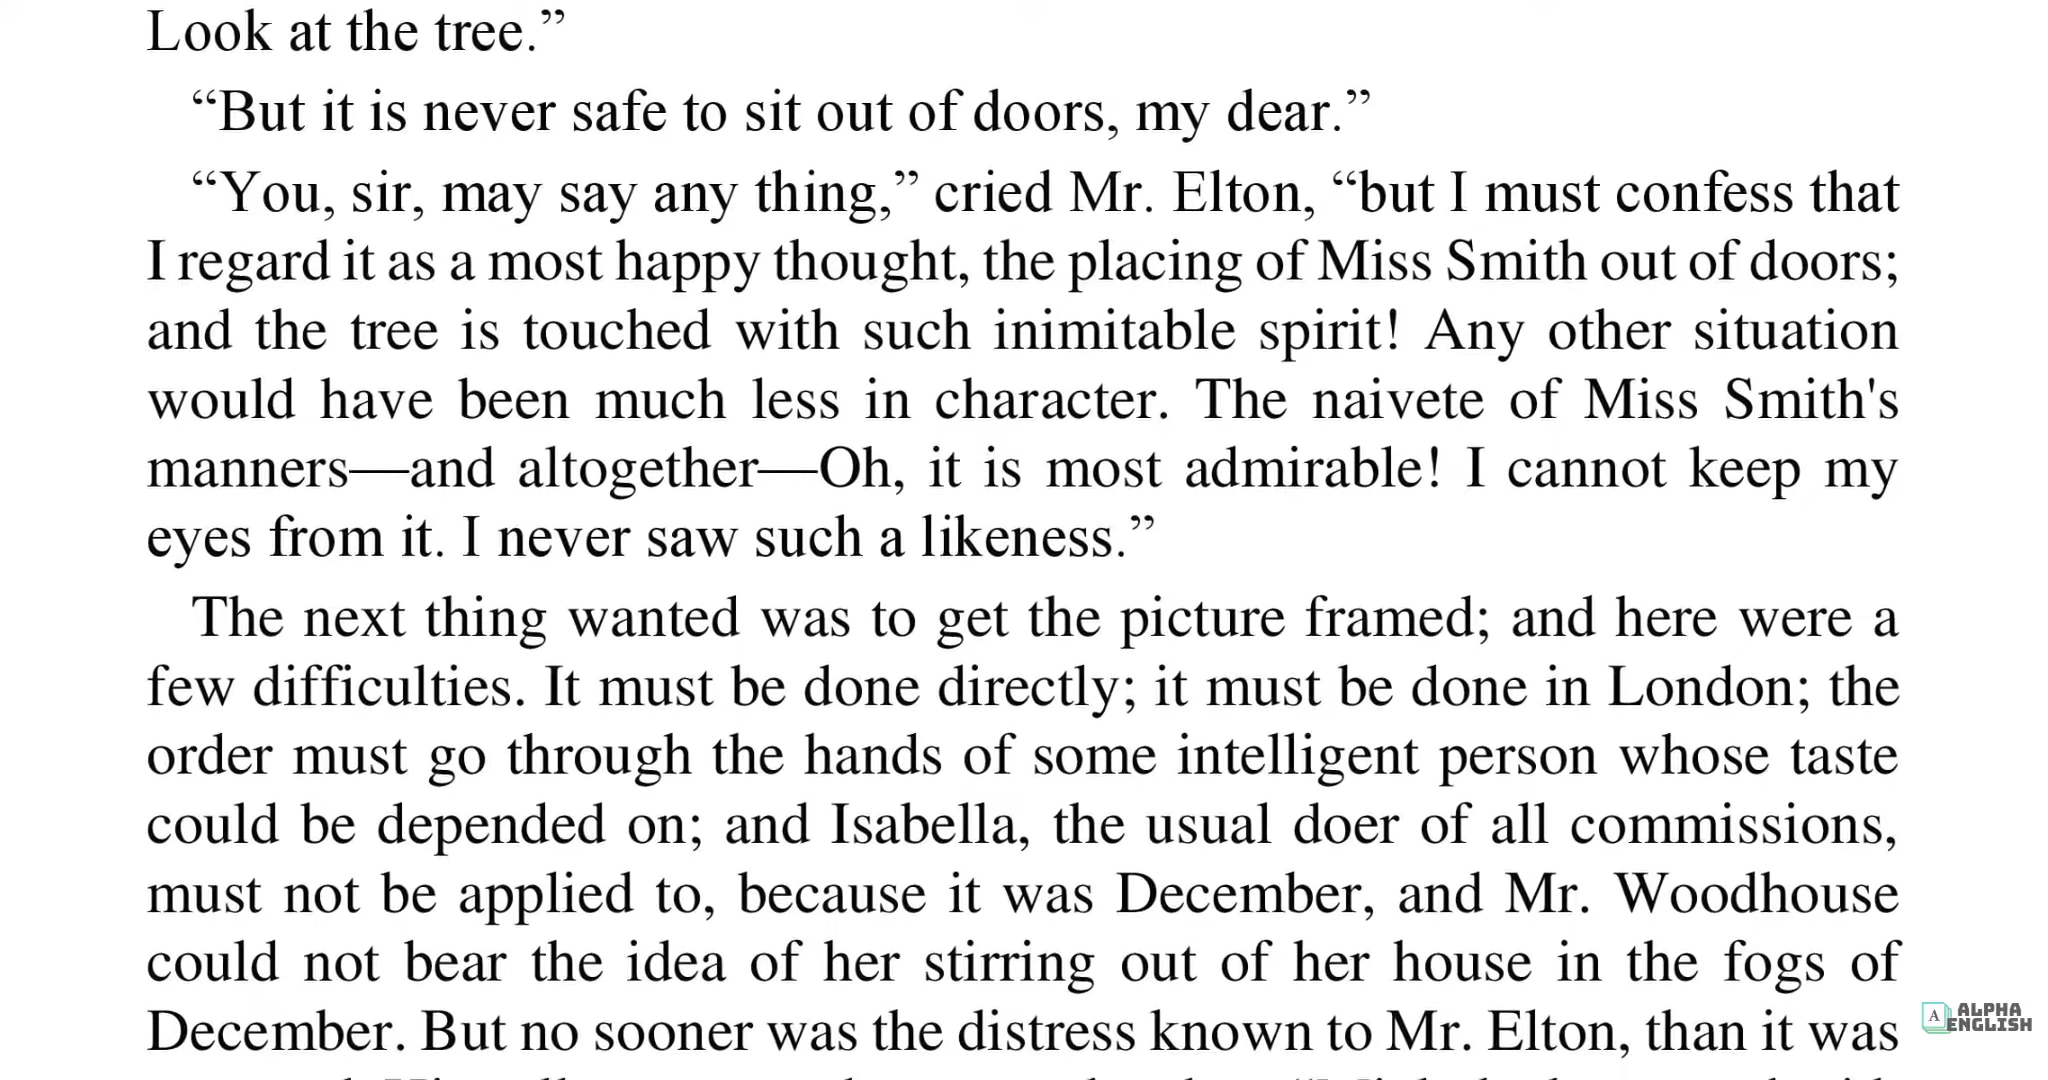 Look at the tree.”
“But it is never safe to sit out of doors, my dear.”
“You, sir, may say any thing,” cried Mr. Elton, “but I must confess that
I regard it as a most happy thought, the placing of Miss Smith out of doors;
and the tree is touched with such inimitable spirit! Any other situation
would have been much less in character. The naivete of Miss Smith's
manners—and altogether—Oh, it is most admirable! I cannot keep my
eyes from it. I never saw such a likeness.”
The next thing wanted was to get the picture framed; and here were a
few difficulties. It must be done directly; it must be done in London; the
order must go through the hands of some intelligent person whose taste
could be depended on; and Isabella, the usual doer of all commissions,
must not be applied to, because it was December, and Mr. Woodhouse
could not bear the idea of her stirring out of her house in the fogs of
December. But no sooner was the distress known to Mr. Elton, than it was
A ALPHA
ENGLISH